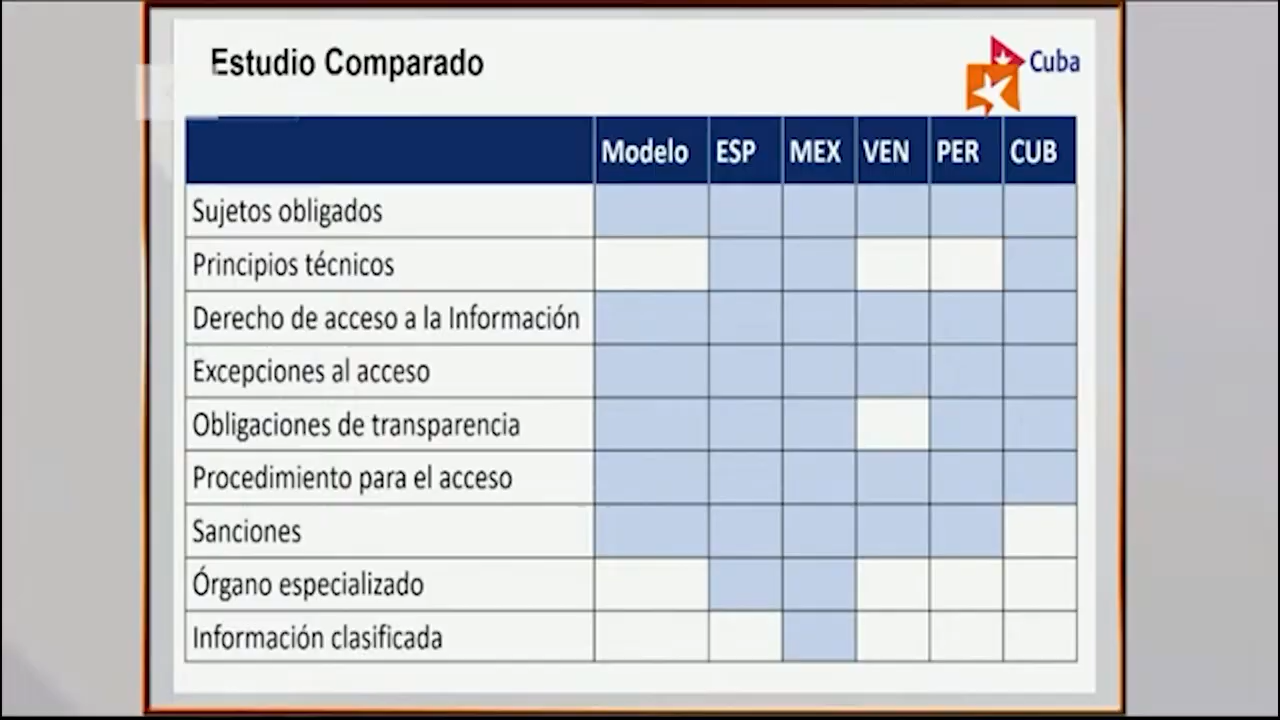 Estudio Comparado
Cuba
Modelo ESP MEX VEN PER CUB
Sujetos obligados
Principios técnicos
Derecho de acceso a la Información
Excepciones al acceso
Obligaciones de transparencia
Procedimiento para el acceso
Sanciones
Órgano especializado
Información clasificada